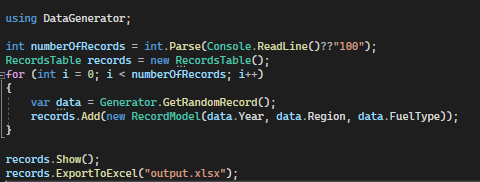 using DataGenerator;
int numberOfRecords = int.Parse(Console.ReadLine()??"100");
RecordsTable records = new RecordsTable();
for (int i = 0; i < numberOfRecords; i++)
{
    var data = Generator.GetRandomRecord();
    records.Add(new RecordModel(data.Year, data.Region, data.FuelType));
}
records.Show();
records.ExportToExcel("output.xlsx");